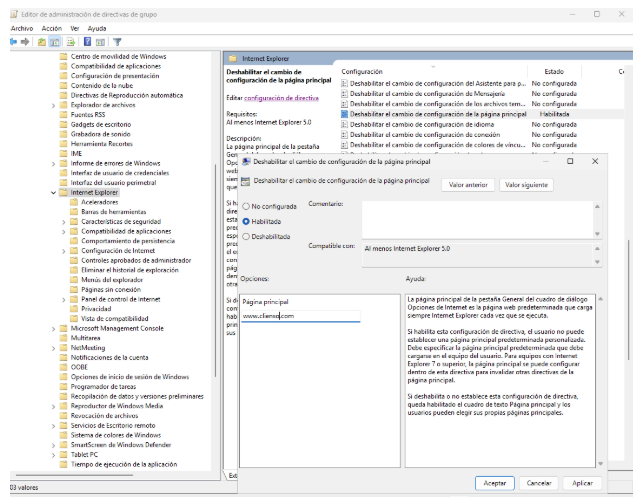 Editor de administración de directivas de grupo
Archivo Acción Ver Ayuda
Centro de movilidad de Windows
Compatibilidad de aplicaciones
Configuración de presentación
Contenido de la nube
Directivas de Reproducción automática
Explorador de archivos
Fuentes RSS
Gadgets de escritorio
Grabadora de sonido
Herramienta Recortes
IME
Informe de errores de Windows
Interfaz de usuario de credenciales
Interfaz del usuario perimetral
Internet Explorer
Aceleradores
Barras de herramientas
Características de seguridad
Compatibilidad de aplicaciones
Comportamiento de persistencia
Configuración de Internet
Controles aprobados de administrador
Eliminar el historial de exploración
Menús del explorador
Páginas sin conexión
Panel de control de Internet
Privacidad
Vista de compatibilidad
Microsoft Management Console
Multitarea
NetMeeting
Notificaciones de la cuenta
OOBE
Opciones de inicio de sesión de Windows
Programador de tareas
Recopilación de datos y versiones preliminares
Reproductor de Windows Media
Revocación de archivos
Servicios de Escritorio remoto
Sistema de colores de Windows
SmartScreen de Windows Defender
Tablet PC
Tiempo de ejecución de la aplicación
03 valores
Internet Explorer
Deshabilitar el cambio de
configuración de la página principal
Editar configuración de directiva
Requisitos:
Al menos Internet Explorer 5.0
Descripción:
La página principal de la pestaña
Configuración Estado
Deshabilitar el cambio de configuración del Asistente para p... No configurada
Deshabilitar el cambio de configuración de Mensajería No configurada
Deshabilitar el cambio de configuración de los archivos tem... No configurada
Deshabilitar el cambio de configuración de la página principal Habilitada
Deshabilitar el cambio de configuración de idioma No configurada
Deshabilitar el cambio de configuración de conexión No configurada
Deshabilitar el cambio de configuración de colores de víncu... No configurada
Deshabilitar el cambio de configuración de la página principal
Deshabilitar el cambio de configuración de la página principal
Valor anterior Valor siguiente
No configurada
Habilitada
Deshabilitada
Comentario:
Compatible con:
Al menos Internet Explorer 5.0
Opciones: Ayuda:
Página principal
www.clienso.com
La página principal de la pestaña General del cuadro de diálogo
Opciones de Internet es la página web predeterminada que carga
siempre Internet Explorer cada vez que se ejecuta.
Si habilita esta configuración de directiva, el usuario no puede
establecer una página principal predeterminada personalizada.
Debe especificar la página principal predeterminada que debe
cargarse en el equipo del usuario. Para equipos con Internet
Explorer 7 o superior, la página principal se puede configurar
dentro de esta directiva para invalidar otras directivas de la
página principal.
Si deshabilita o no establece esta configuración de directiva,
queda habilitado el cuadro de texto Página principal y los
usuarios pueden elegir sus propias páginas principales.
Aceptar Cancelar Aplicar